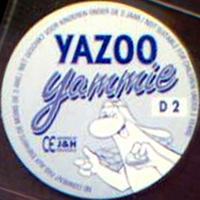 NIET GESCHIKT VOOR KINDEREN ONDER DE 3 JAAR / NOT SUITABLE FOR CHILDREN UNDER 3 YEARS
YAZOO
yammie
D 2
CE
J&H